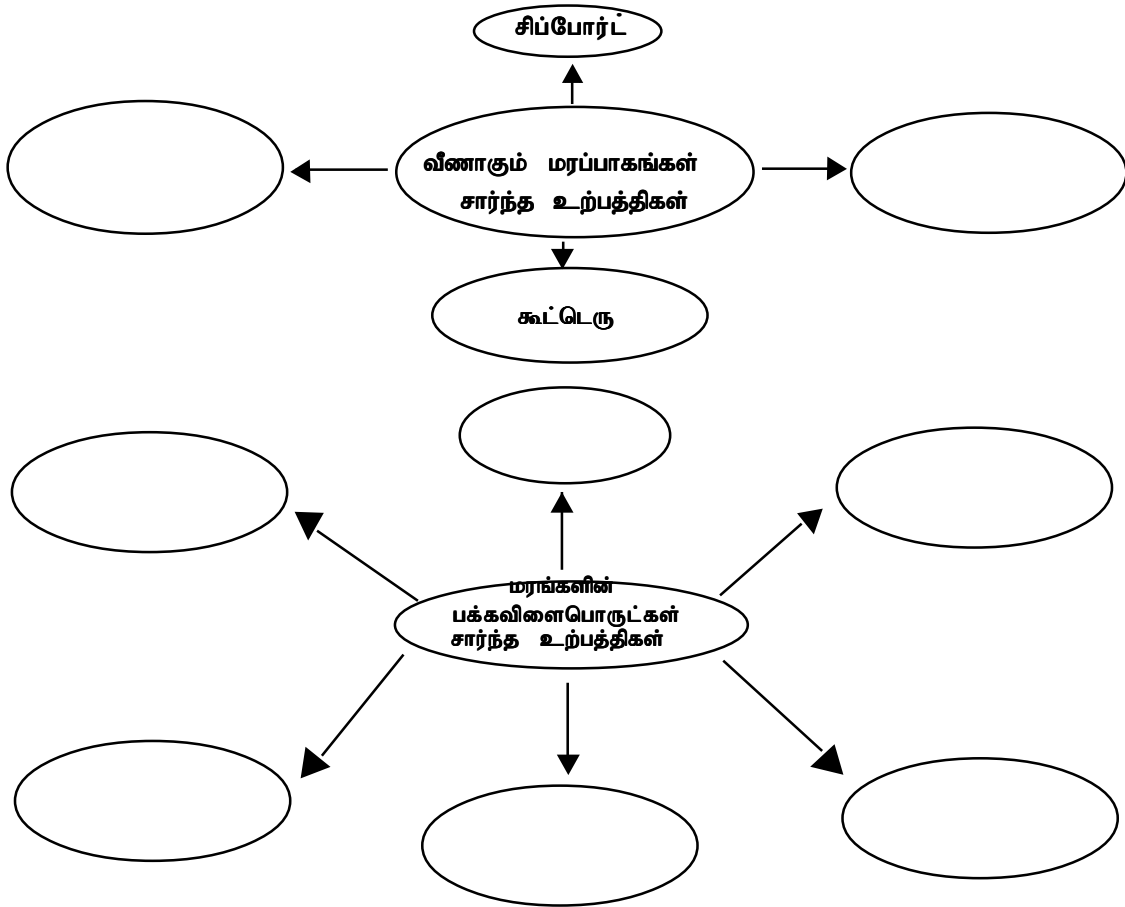 சிப்போர்ட்
வீணாகும் மரப்பாகங்கள்
சார்ந்த உற்பத்திகள்
கூட்டெரு
மரங்களின்
பக்கவிளைபொருட்கள்
சார்ந்த உற்பத்திகள்